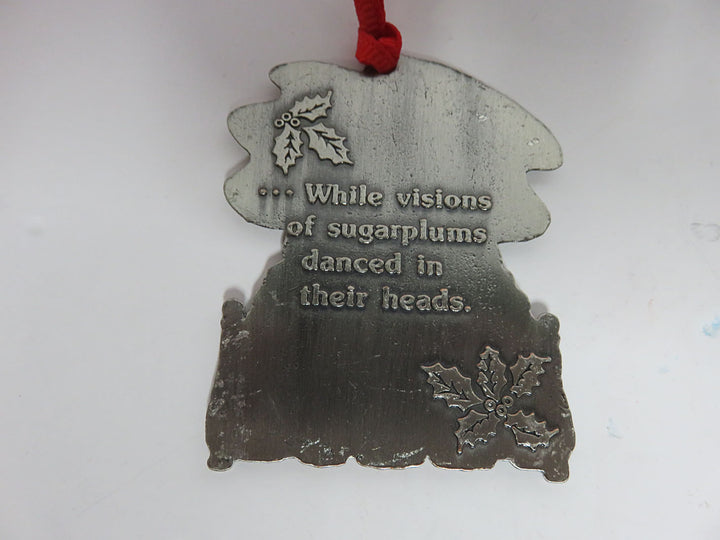 ... While visions
of sugarplums
danced in
their heads.